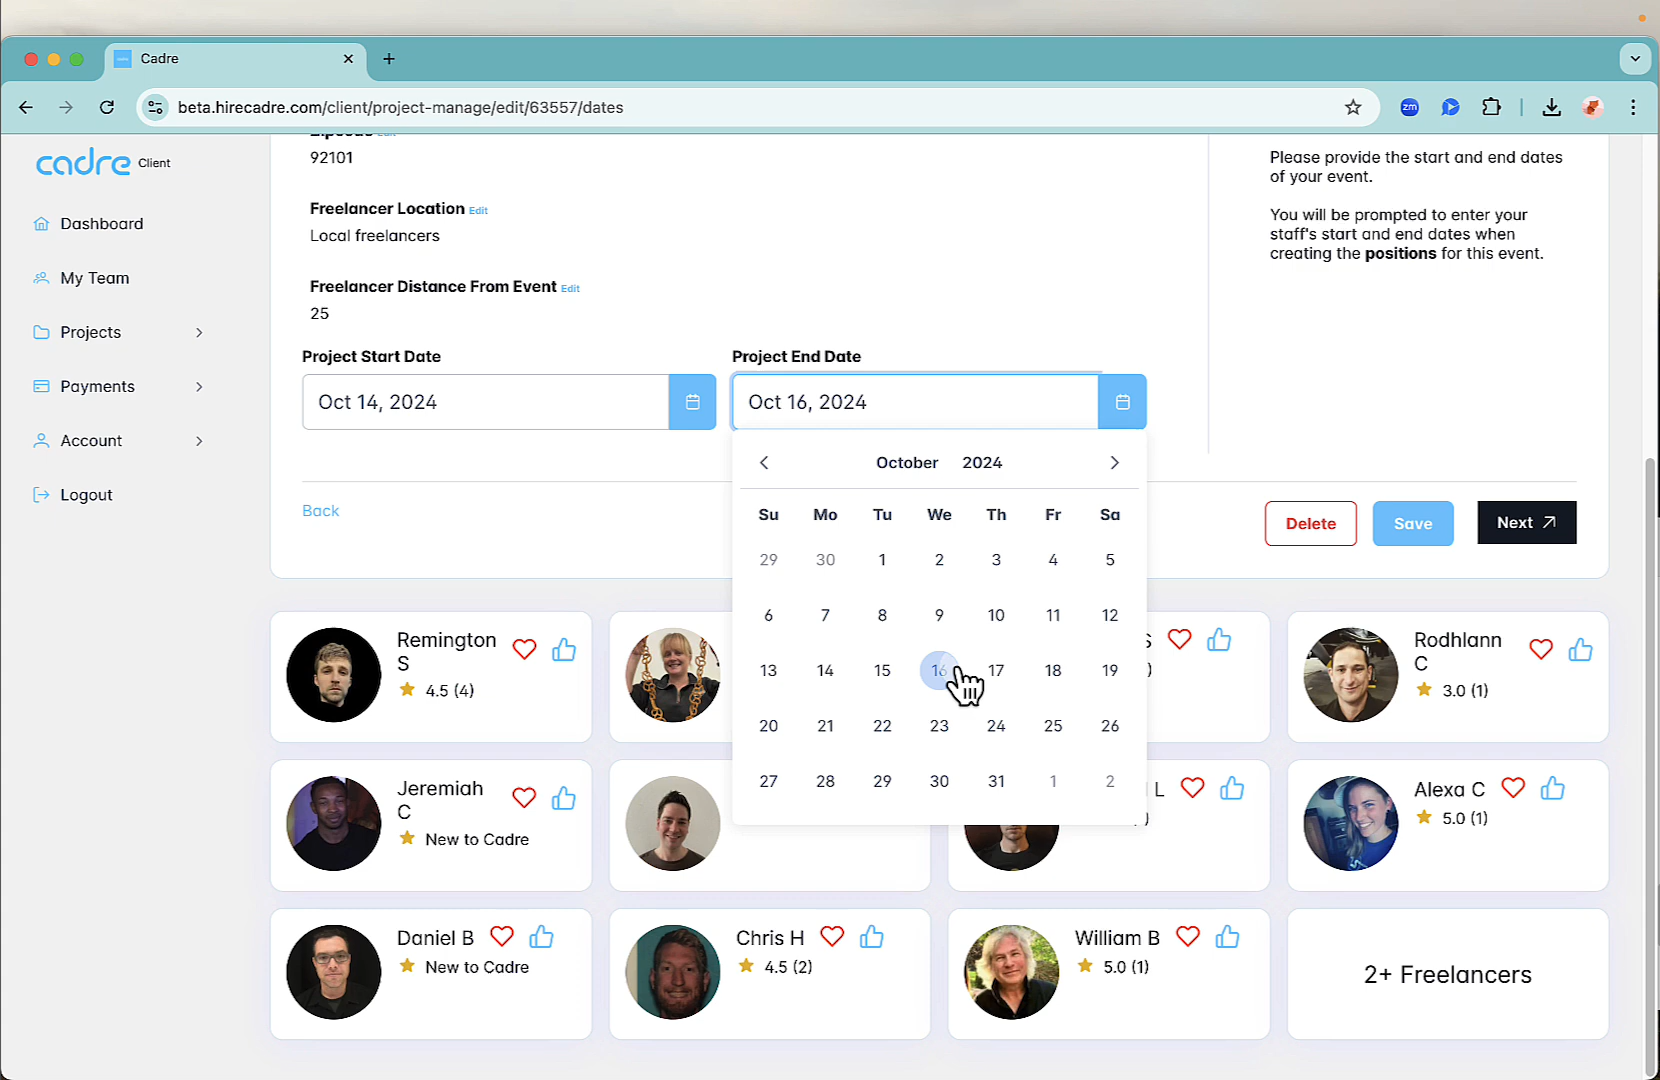 Cadre
beta.hirecadre.com/client/project-manage/edit/63557/dates
zm
cadre Client
Dashboard
My Team
Projects
Payments
Account
Logout
Zipcode Edit
92101
Freelancer Location Edit
Local freelancers
Freelancer Distance From Event Edit
25
Project Start Date
Oct 14, 2024
Project End Date
Oct 16, 2024
Please provide the start and end dates
of your event.
You will be prompted to enter your
staff's start and end dates when
creating the positions for this event.
October 2024
Su Mo Tu We Th Fr Sa
29 30 1 2 3 4 5
6 7 8 9 10 11 12
13 14 15 16 17 18 19
20 21 22 23 24 25 26
27 28 29 30 31 1 2
Back
Delete
Save
Next
Remington
S
4.5 (4)
S
)
Rodhlann
C
3.0 (1)
Jeremiah
C
New to Cadre
L
)
Alexa C
5.0 (1)
Daniel B
New to Cadre
Chris H
4.5 (2)
William B
5.0 (1)
2+ Freelancers